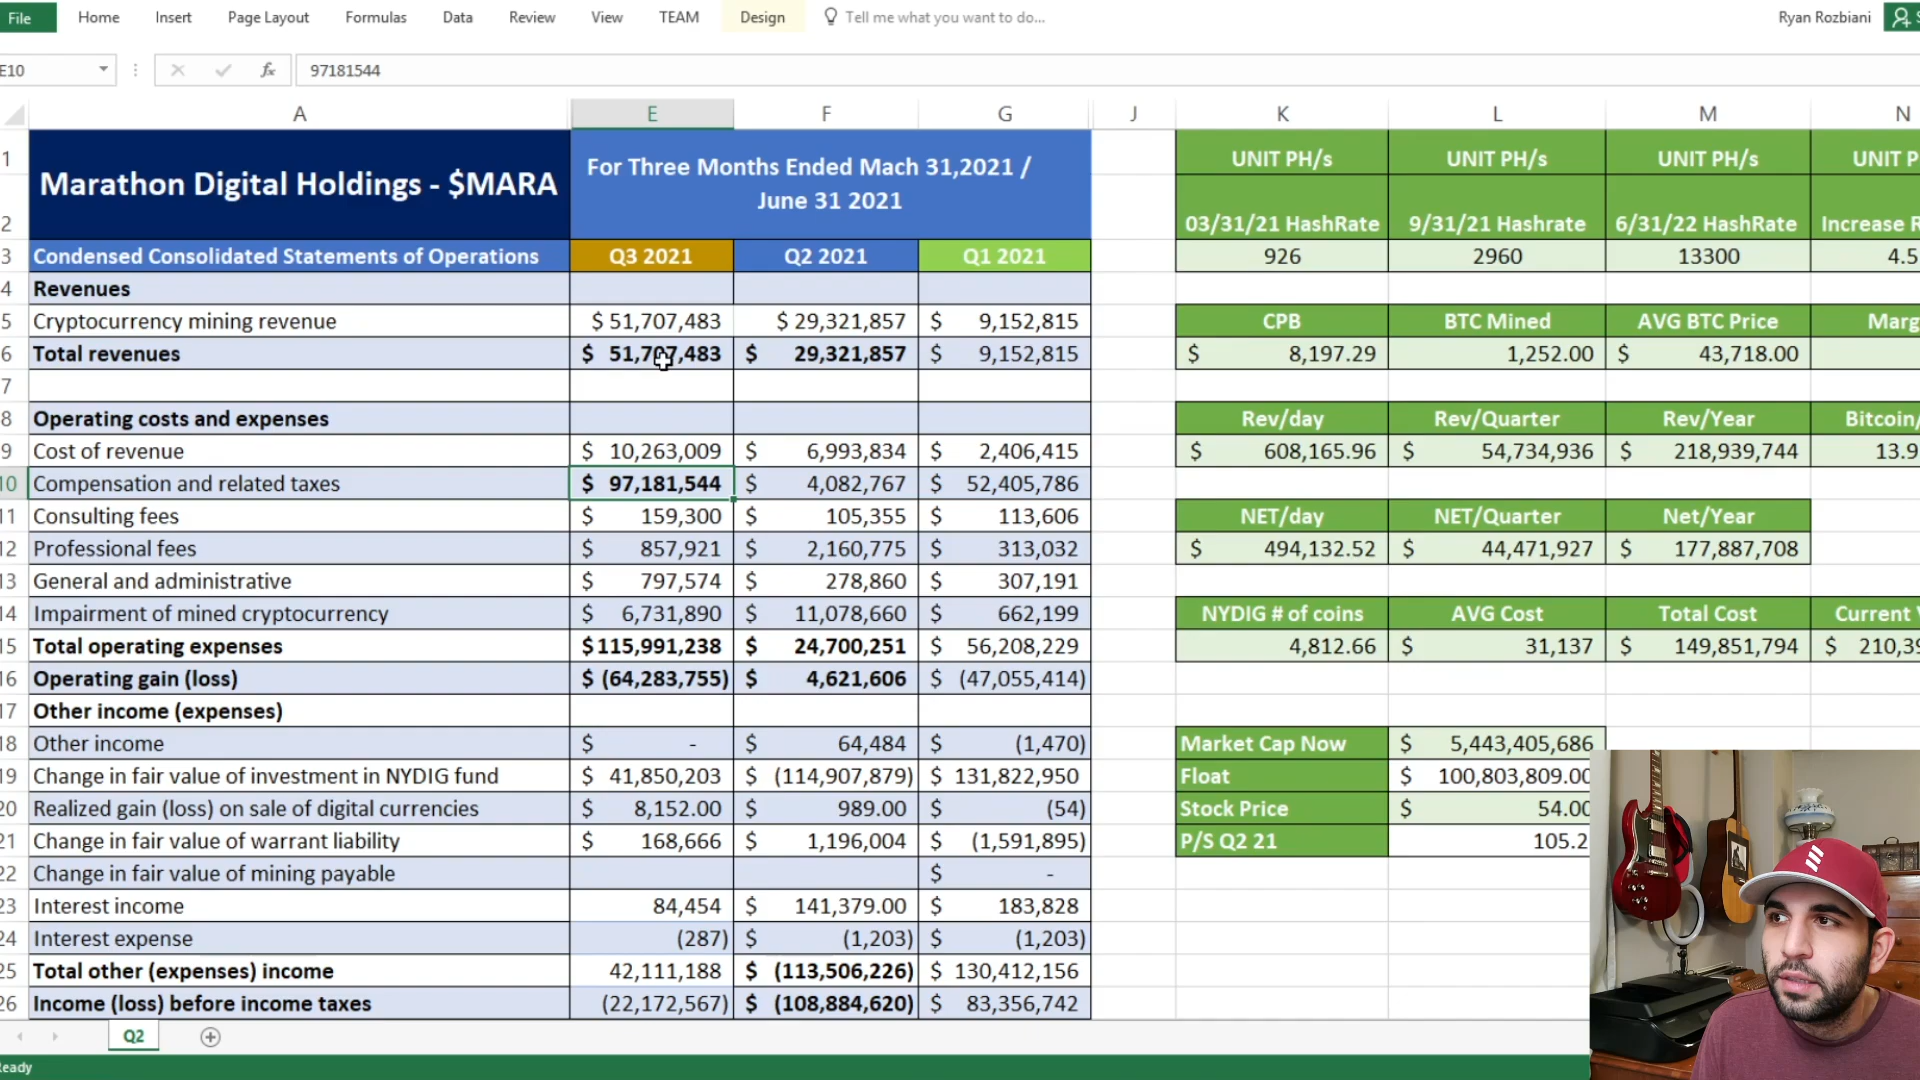 File Home Insert Page Layout Formulas Data Review View TEAM Design Tell me what you want to do... Ryan Rozbiani
E10 fx 97181544
A E F G J K L M N
1 Marathon Digital Holdings - $MARA For Three Months Ended Mach 31,2021 / UNIT PH/s UNIT PH/s UNIT PH/s UNIT P
2 June 31 2021 03/31/21 HashRate 9/31/21 Hashrate 6/31/22 HashRate Increase R
3 Condensed Consolidated Statements of Operations Q3 2021 Q2 2021 Q1 2021 926 2960 13300 4.5
4 Revenues
5 Cryptocurrency mining revenue $ 51,707,483 $ 29,321,857 $ 9,152,815 CPB BTC Mined AVG BTC Price Marg
6 Total revenues $ 51,707,483 $ 29,321,857 $ 9,152,815 $ 8,197.29 1,252.00 $ 43,718.00
7
8 Operating costs and expenses Rev/day Rev/Quarter Rev/Year Bitcoin/
9 Cost of revenue $ 10,263,009 $ 6,993,834 $ 2,406,415 $ 608,165.96 $ 54,734,936 $ 218,939,744 13.9
10 Compensation and related taxes $ 97,181,544 $ 4,082,767 $ 52,405,786
11 Consulting fees $ 159,300 $ 105,355 $ 113,606 NET/day NET/Quarter Net/Year
12 Professional fees $ 857,921 $ 2,160,775 $ 313,032 $ 494,132.52 $ 44,471,927 $ 177,887,708
13 General and administrative $ 797,574 $ 278,860 $ 307,191
14 Impairment of mined cryptocurrency $ 6,731,890 $ 11,078,660 $ 662,199 NYDIG # of coins AVG Cost Total Cost Current V
15 Total operating expenses $115,991,238 $ 24,700,251 $ 56,208,229 4,812.66 $ 31,137 $ 149,851,794 $ 210,39
16 Operating gain (loss) $ (64,283,755) $ 4,621,606 $ (47,055,414)
17 Other income (expenses)
18 Other income $ - $ 64,484 $ (1,470) Market Cap Now $ 5,443,405,686
19 Change in fair value of investment in NYDIG fund $ 41,850,203 $ (114,907,879) $ 131,822,950 Float $ 100,803,809.00
20 Realized gain (loss) on sale of digital currencies $ 8,152.00 $ 989.00 $ (54) Stock Price $ 54.00
21 Change in fair value of warrant liability $ 168,666 $ 1,196,004 $ (1,591,895) P/S Q2 21 105.2
22 Change in fair value of mining payable $ -
23 Interest income 84,454 $ 141,379.00 $ 183,828
24 Interest expense (287) $ (1,203) $ (1,203)
25 Total other (expenses) income 42,111,188 $ (113,506,226) $ 130,412,156
26 Income (loss) before income taxes (22,172,567) $ (108,884,620) $ 83,356,742
Q2
Ready